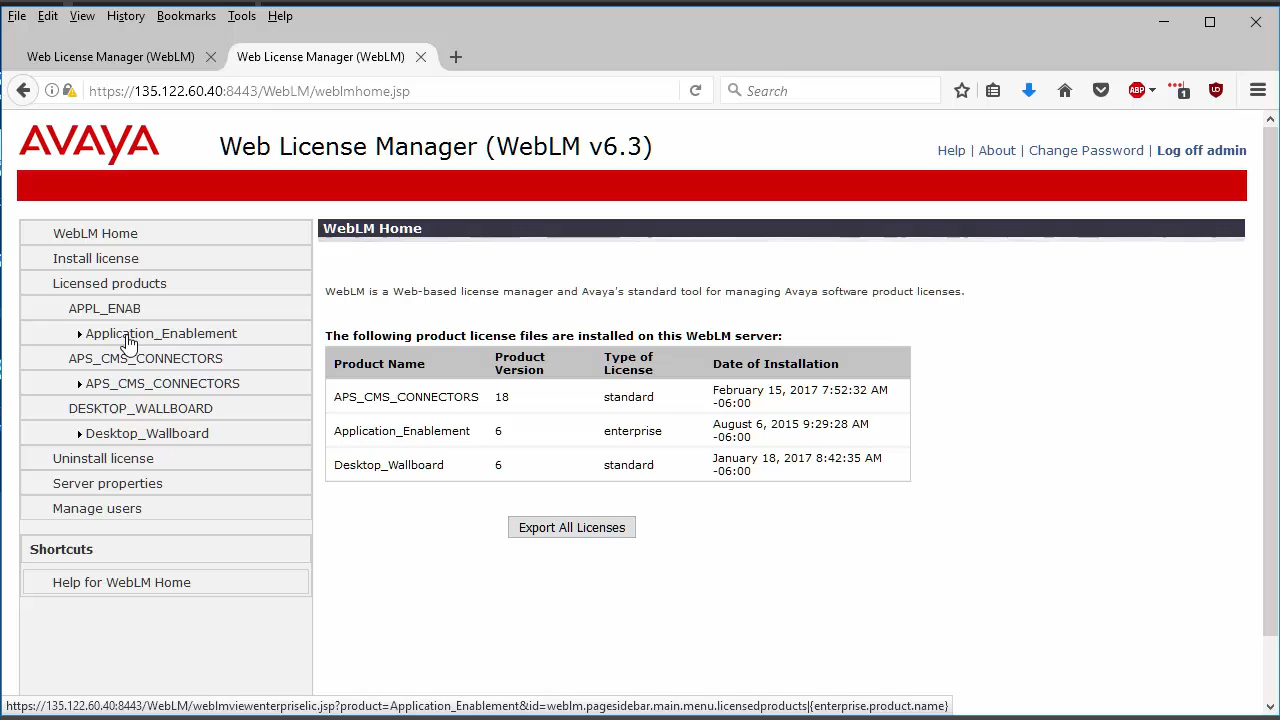 File Edit View History Bookmarks Tools Help
Web License Manager (WebLM) Web License Manager (WebLM)
https://135.122.60.40:8443/WebLM/weblmhome.jsp Search ABP 1
AVAYA Web License Manager (WebLM v6.3)
Help | About | Change Password | Log off admin
WebLM Home
Install license
Licensed products
APPL_ENAB
Application_Enablement
APS_CMS_CONNECTORS
APS_CMS_CONNECTORS
DESKTOP_WALLBOARD
Desktop_Wallboard
Uninstall license
Server properties
Manage users
Shortcuts
Help for WebLM Home
WebLM Home
WebLM is a Web-based license manager and Avaya's standard tool for managing Avaya software product licenses.
The following product license files are installed on this WebLM server:
Product Name Product Version Type of License Date of Installation
APS_CMS_CONNECTORS 18 standard February 15, 2017 7:52:32 AM -06:00
Application_Enablement 6 enterprise August 6, 2015 9:29:28 AM -06:00
Desktop_Wallboard 6 standard January 18, 2017 8:42:35 AM -06:00
Export All Licenses
https://135.122.60.40:8443/WebLM/weblmviewenterpriselic.jsp?product=Application_Enablement&id=weblm.pagesidebar.main.menu.licensedproducts|{enterprise.product.name}